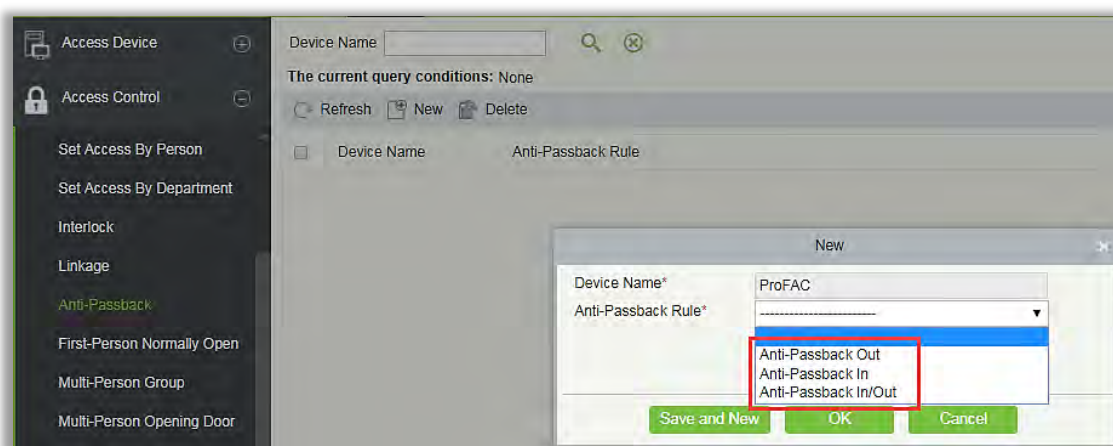 Access Device
Access Control
Set Access By Person
Set Access By Department
Interlock
Linkage
Anti-Passback
First-Person Normally Open
Multi-Person Group
Multi-Person Opening Door
Device Name
The current query conditions: None
Refresh New Delete
Device Name Anti-Passback Rule
New
Device Name* ProFAC
Anti-Passback Rule* -------------------------
Anti-Passback Out
Anti-Passback In
Anti-Passback In/Out
Save and New OK Cancel